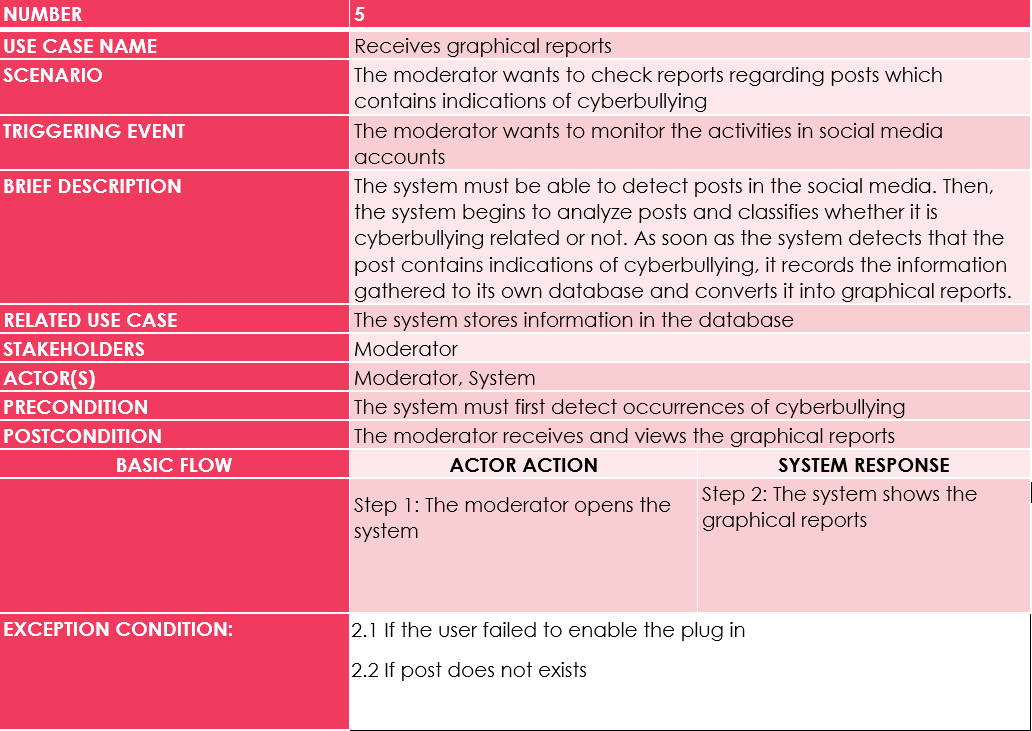 NUMBER 5
USE CASE NAME Receives graphical reports
SCENARIO The moderator wants to check reports regarding posts which
contains indications of cyberbullying
TRIGGERING EVENT The moderator wants to monitor the activities in social media
accounts
BRIEF DESCRIPTION The system must be able to detect posts in the social media. Then,
the system begins to analyze posts and classifies whether it is
cyberbullying related or not. As soon as the system detects that the
post contains indications of cyberbullying, it records the information
gathered to its own database and converts it into graphical reports.
RELATED USE CASE The system stores information in the database
STAKEHOLDERS Moderator
ACTOR(S) Moderator, System
PRECONDITION The system must first detect occurrences of cyberbullying
POSTCONDITION The moderator receives and views the graphical reports
BASIC FLOW ACTOR ACTION SYSTEM RESPONSE
Step 1: The moderator opens the
system
Step 2: The system shows the
graphical reports
EXCEPTION CONDITION: 2.1 If the user failed to enable the plug in
2.2 If post does not exists